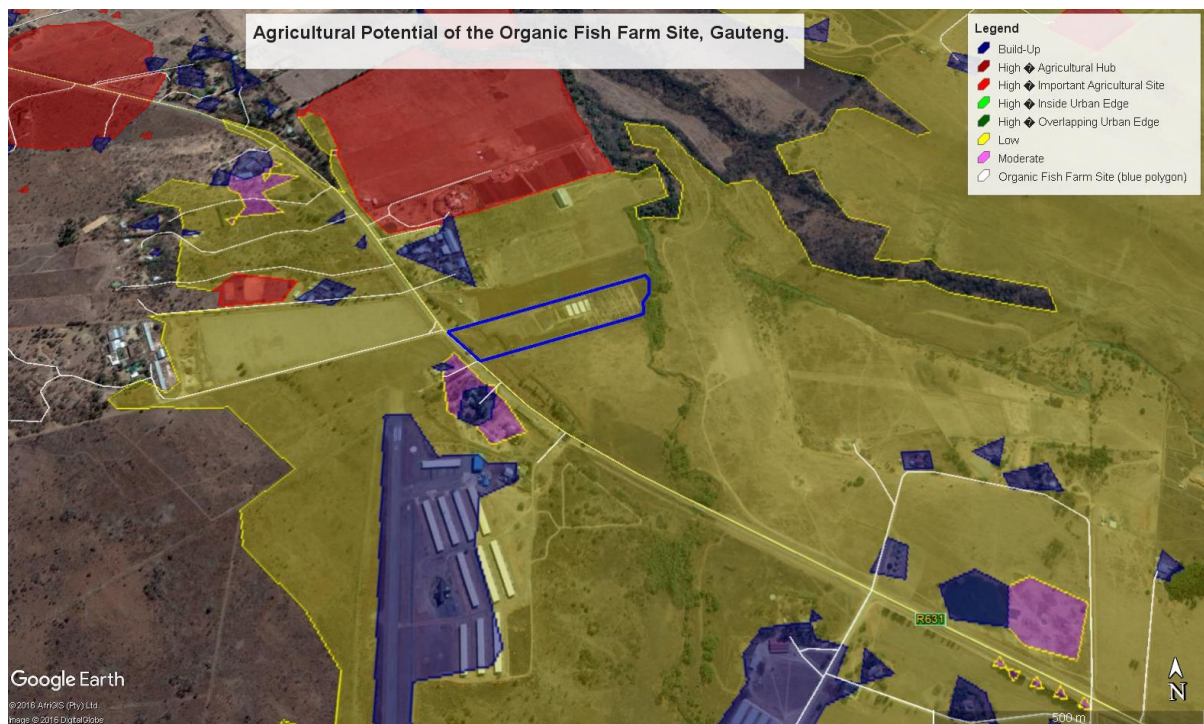 Agricultural Potential of the Organic Fish Farm Site, Gauteng.
Legend
Build-Up
High � Agricultural Hub
High � Important Agricultural Site
High � Inside Urban Edge
High � Overlapping Urban Edge
Low
Moderate
Organic Fish Farm Site (blue polygon)
R631
Google Earth
©2016 AfriGIS (Pty) Ltd.
Image © 2016 DigitalGlobe
N
500 m